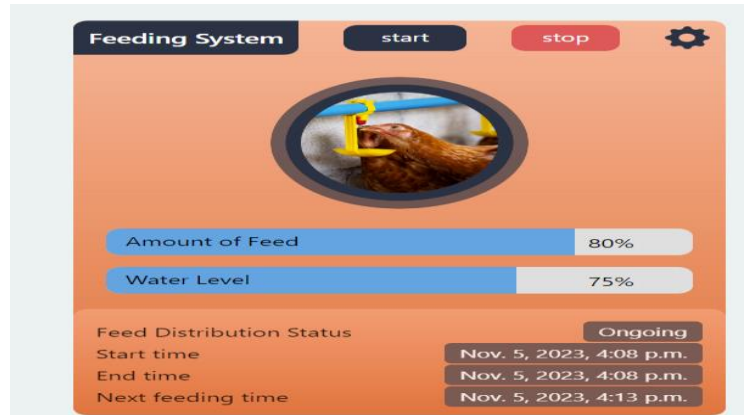 Feeding System start stop
Amount of Feed 80%
Water Level 75%
Feed Distribution Status Ongoing
Start time Nov. 5, 2023, 4:08 p.m.
End time Nov. 5, 2023, 4:08 p.m.
Next feeding time Nov. 5, 2023, 4:13 p.m.